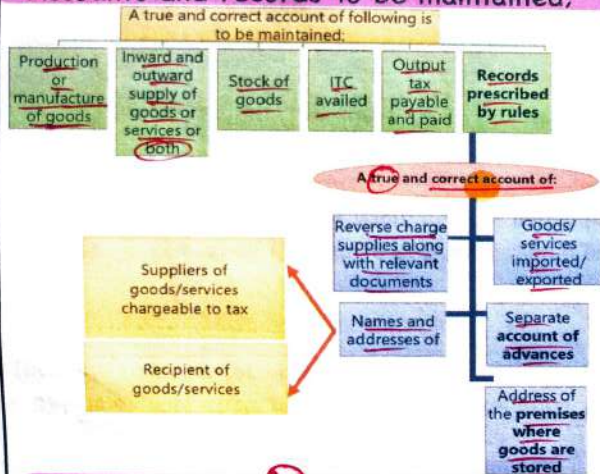 A true and correct account of following is
to be maintained:
Production
or
manufacture
of goods
Inward and
outward
supply of
goods or
services or
both
Stock of
goods
ITC
availed
Output
tax
payable
and paid
Records
prescribed
by rules
A true and correct account of:
Reverse charge
supplies along
with relevant
documents
Goods/
services
imported/
exported
Suppliers of
goods/services
chargeable to tax
Names and
addresses of
Separate
account of
advances
Recipient of
goods/services
Address of
the premises
where
goods are
stored